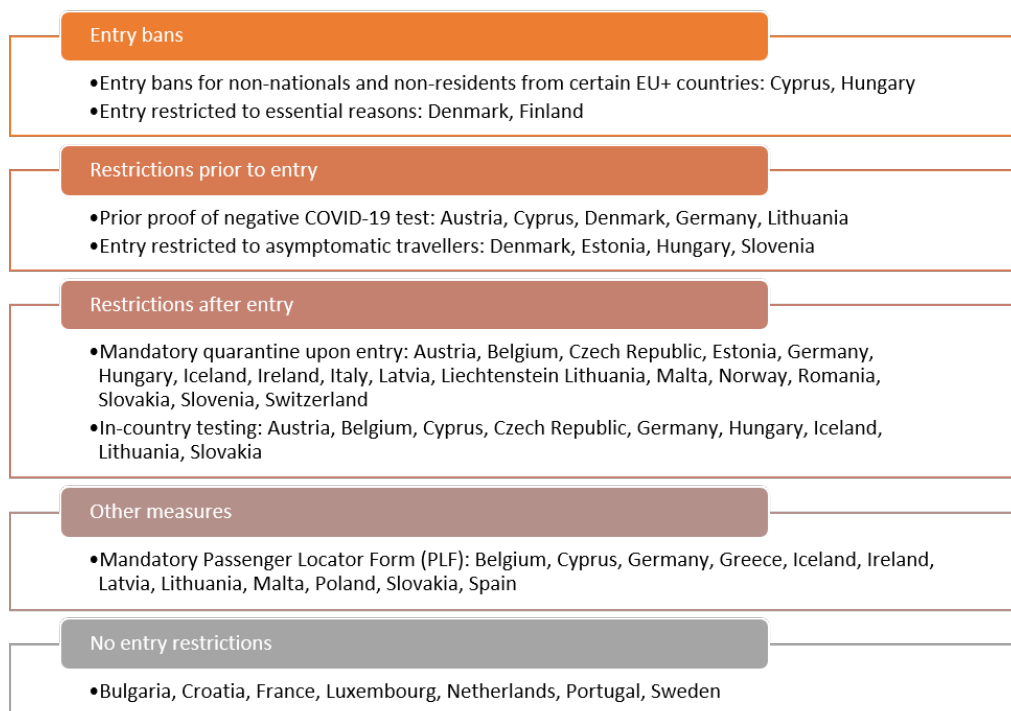 Entry bans
•Entry bans for non-nationals and non-residents from certain EU+ countries: Cyprus, Hungary
•Entry restricted to essential reasons: Denmark, Finland
Restrictions prior to entry
•Prior proof of negative COVID-19 test: Austria, Cyprus, Denmark, Germany, Lithuania
•Entry restricted to asymptomatic travellers: Denmark, Estonia, Hungary, Slovenia
Restrictions after entry
•Mandatory quarantine upon entry: Austria, Belgium, Czech Republic, Estonia, Germany,
Hungary, Iceland, Ireland, Italy, Latvia, Liechtenstein Lithuania, Malta, Norway, Romania,
Slovakia, Slovenia, Switzerland
•In-country testing: Austria, Belgium, Cyprus, Czech Republic, Germany, Hungary, Iceland,
Lithuania, Slovakia
Other measures
•Mandatory Passenger Locator Form (PLF): Belgium, Cyprus, Germany, Greece, Iceland, Ireland,
Latvia, Lithuania, Malta, Poland, Slovakia, Spain
No entry restrictions
•Bulgaria, Croatia, France, Luxembourg, Netherlands, Portugal, Sweden